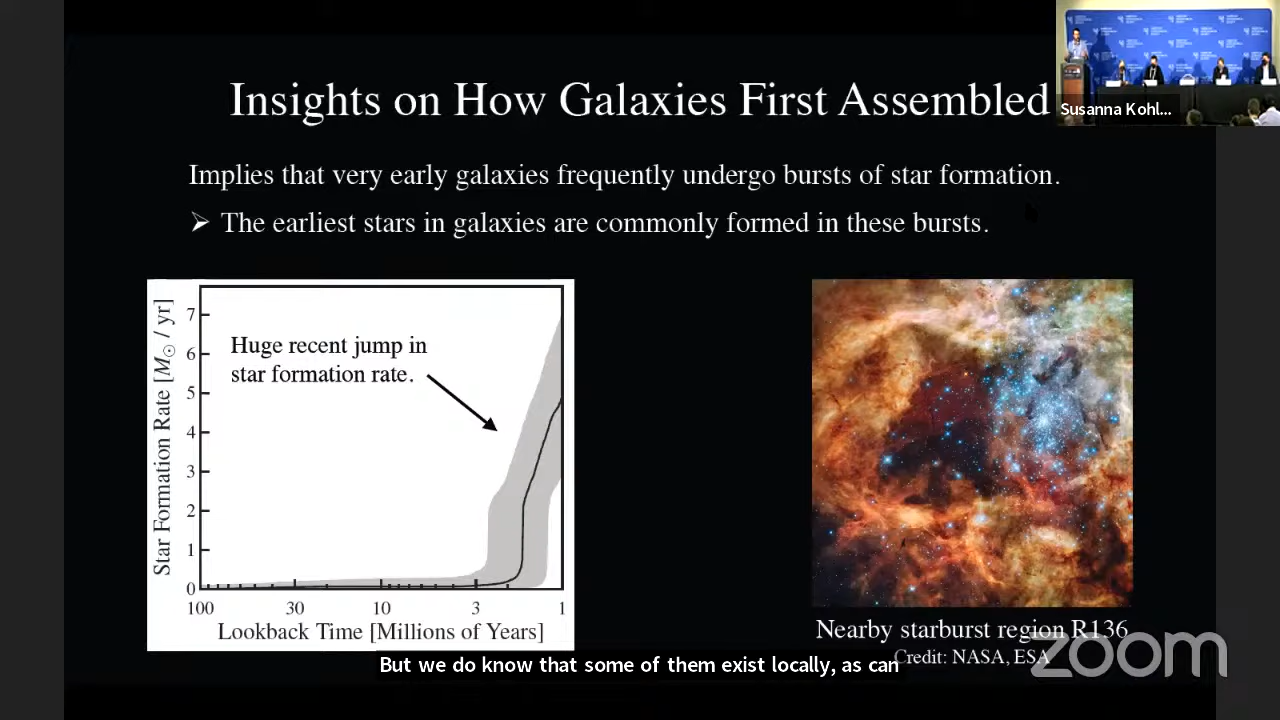 Insights on How Galaxies First Assembled
Susanna Kohl...
Implies that very early galaxies frequently undergo bursts of star formation.
➢ The earliest stars in galaxies are commonly formed in these bursts.
Star Formation Rate [M☉ / yr]
7
6
5
4
3
2
1
0
Huge recent jump in
star formation rate.
100 30 10 3 1
Lookback Time [Millions of Years]
Nearby starburst region R136
Credit: NASA, ESA
But we do know that some of them exist locally, as can
zoom